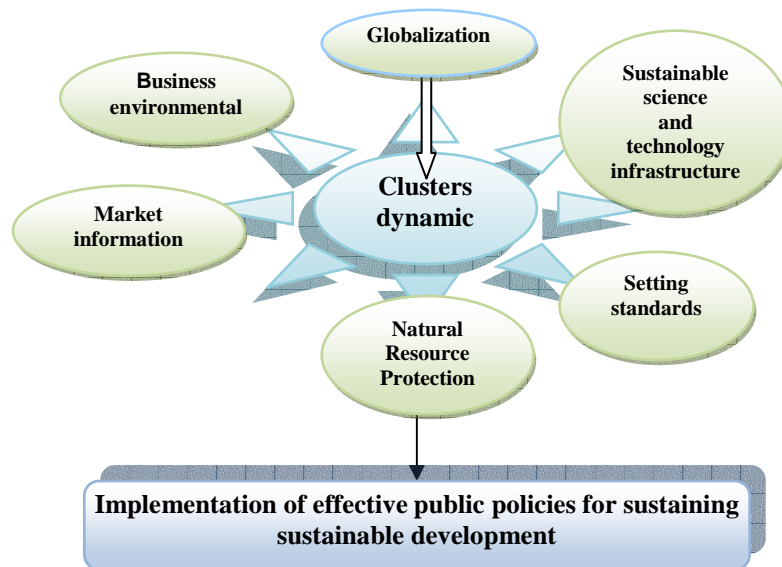 Globalization
Business
environmental
Sustainable
science
and
technology
infrastructure
Clusters
dynamic
Market
information
Setting
standards
Natural
Resource
Protection
Implementation of effective public policies for sustaining
sustainable development